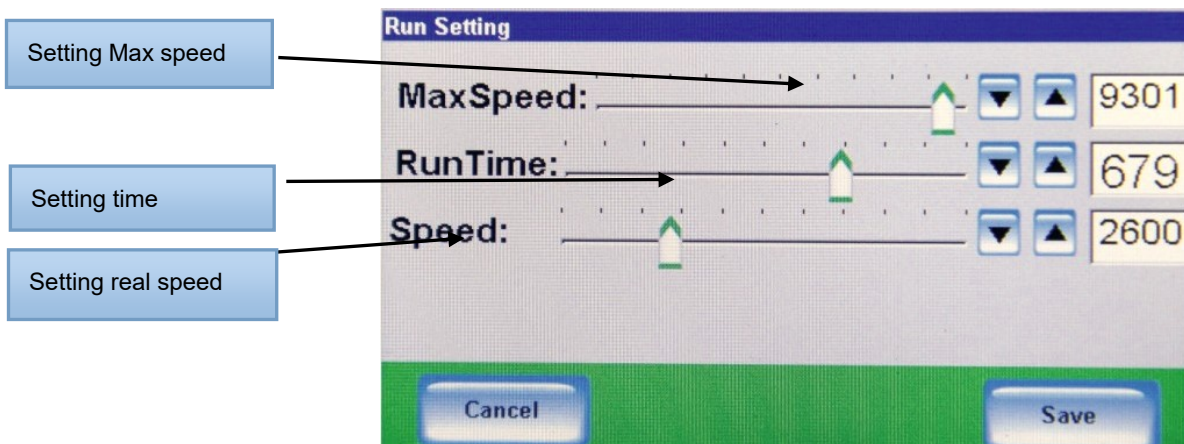 Run Setting
Setting Max speed
MaxSpeed: 9301
Setting time
RunTime: 679
Setting real speed
Speed: 2600
Cancel
Save